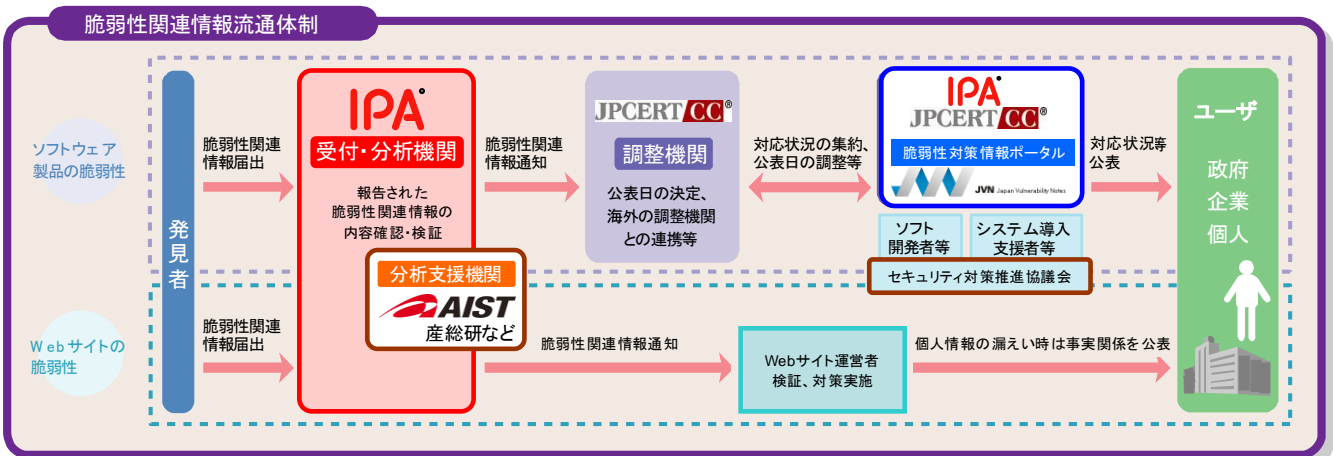 脆弱性関連情報流通体制
ソフトウェア
製品の脆弱性
発見者
脆弱性関連
情報届出
IPA
受付・分析機関
報告された
脆弱性関連情報の
内容確認・検証
分析支援機関
AIST
産総研など
脆弱性関連
情報通知
JPCERT CC®
調整機関
公表日の決定、
海外の調整機関
との連携等
対応状況の集約、
公表日の調整等
IPA
JPCERT CC®
脆弱性対策情報ポータル
JVN Japan Vulnerability Notes
ソフト
開発者等
システム導入
支援者等
セキュリティ対策推進協議会
対応状況等
公表
ユーザ
政府
企業
個人
Webサイトの
脆弱性
脆弱性関連
情報届出
脆弱性関連情報通知
Webサイト運営者
検証、対策実施
個人情報の漏えい時は事実関係を公表